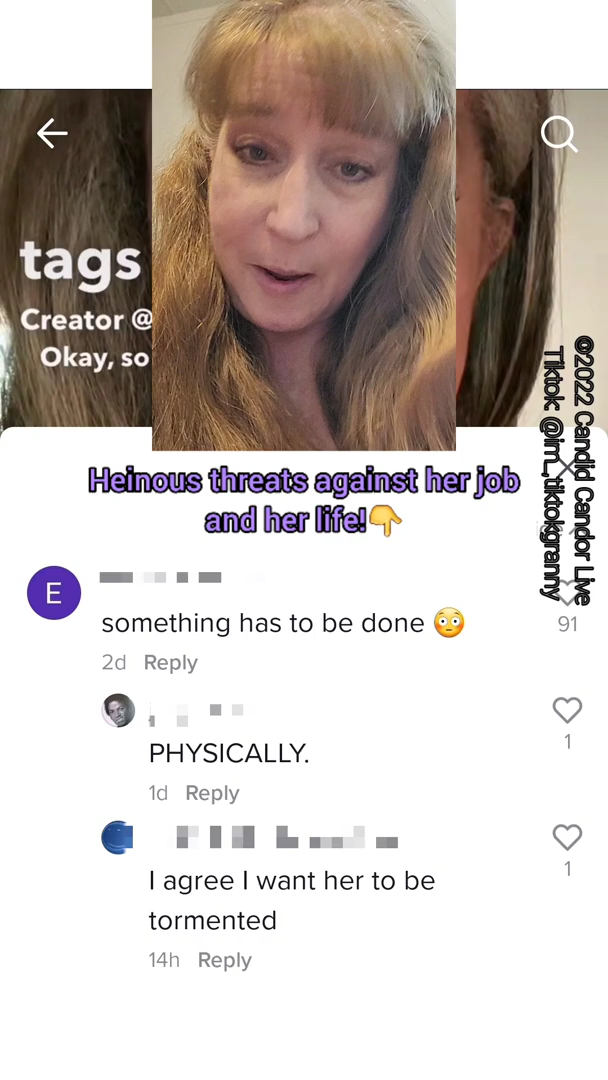 tags
Creator @
Okay, so
Heinous threats against her job
and her life!👇
©2022 Candid Candor Live
Tiktok: @im_tiktokgranny
E
something has to be done 😳
91
2d Reply
PHYSICALLY.
1
1d Reply
I agree I want her to be
1
tormented
14h Reply